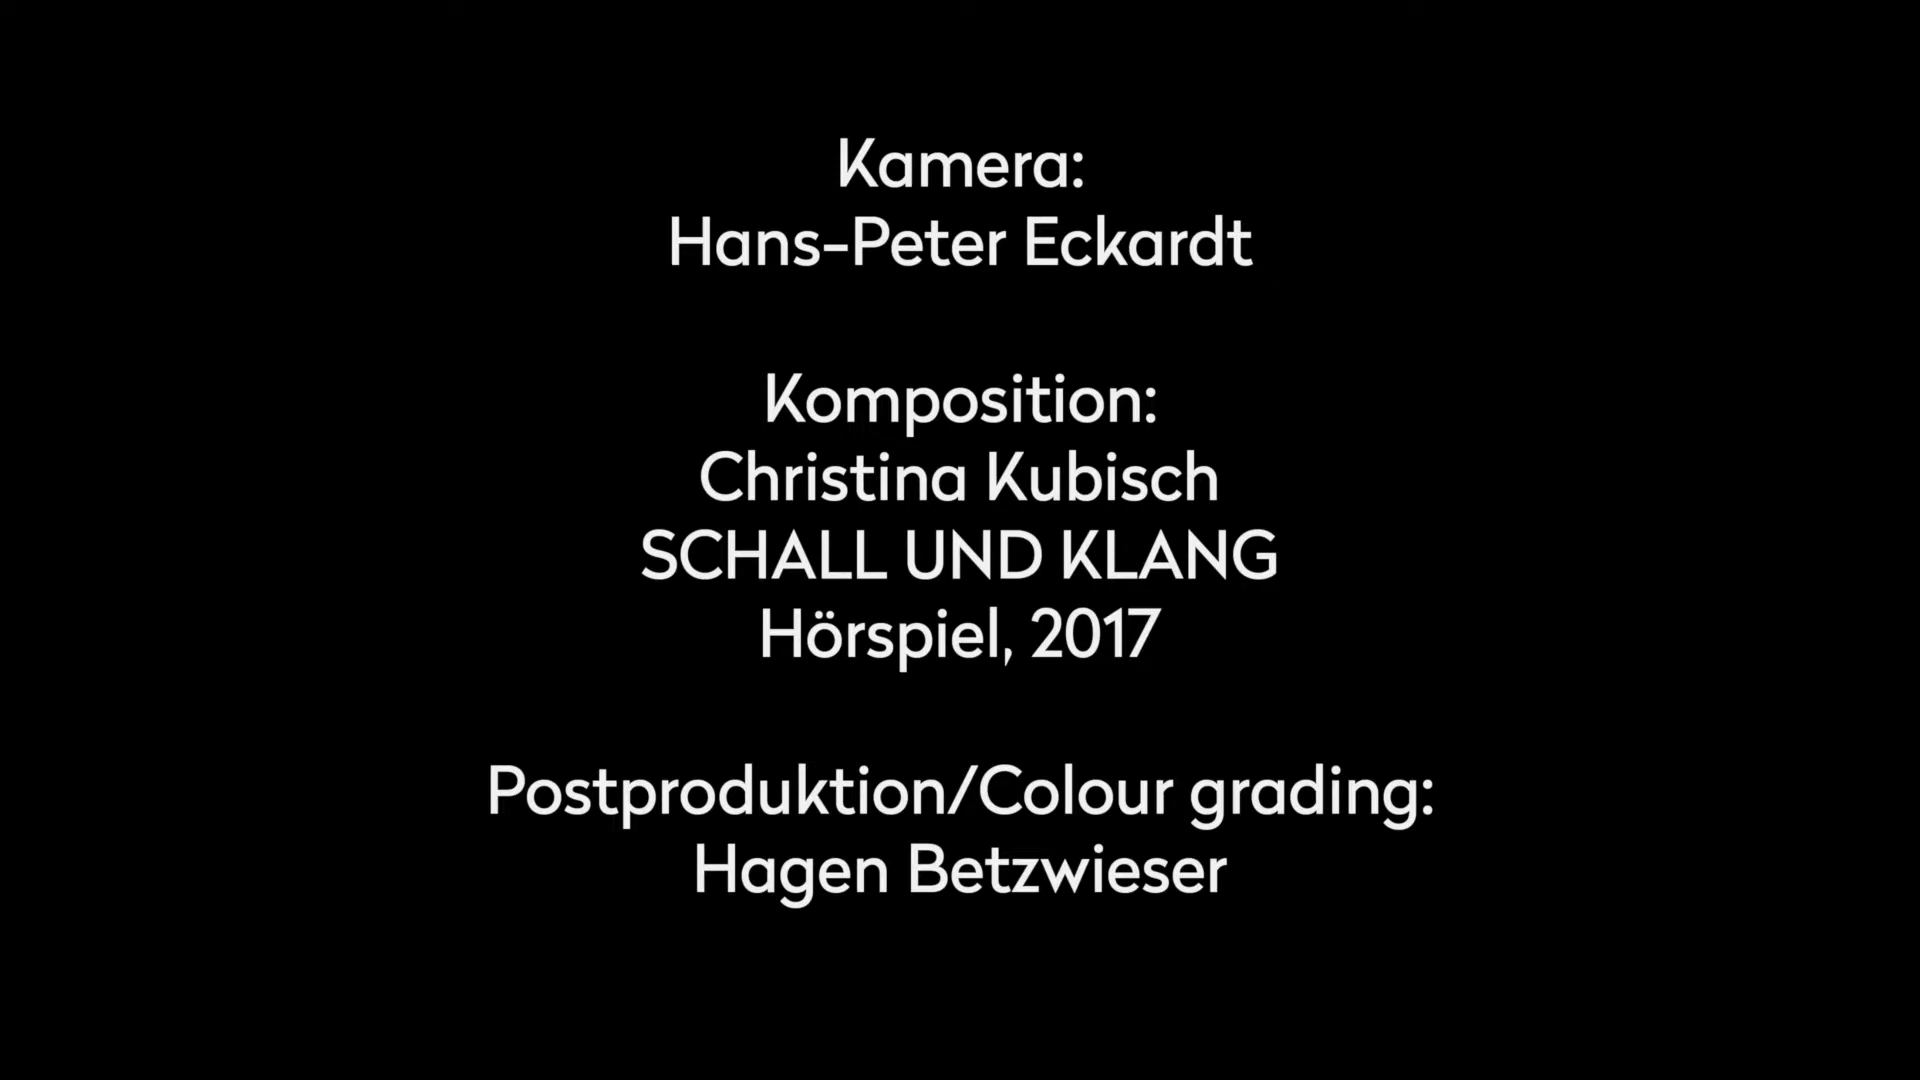 Kamera:
Hans-Peter Eckardt
Komposition:
Christina Kubisch
SCHALL UND KLANG
Hörspiel, 2017
Postproduktion/Colour grading:
Hagen Betzwieser